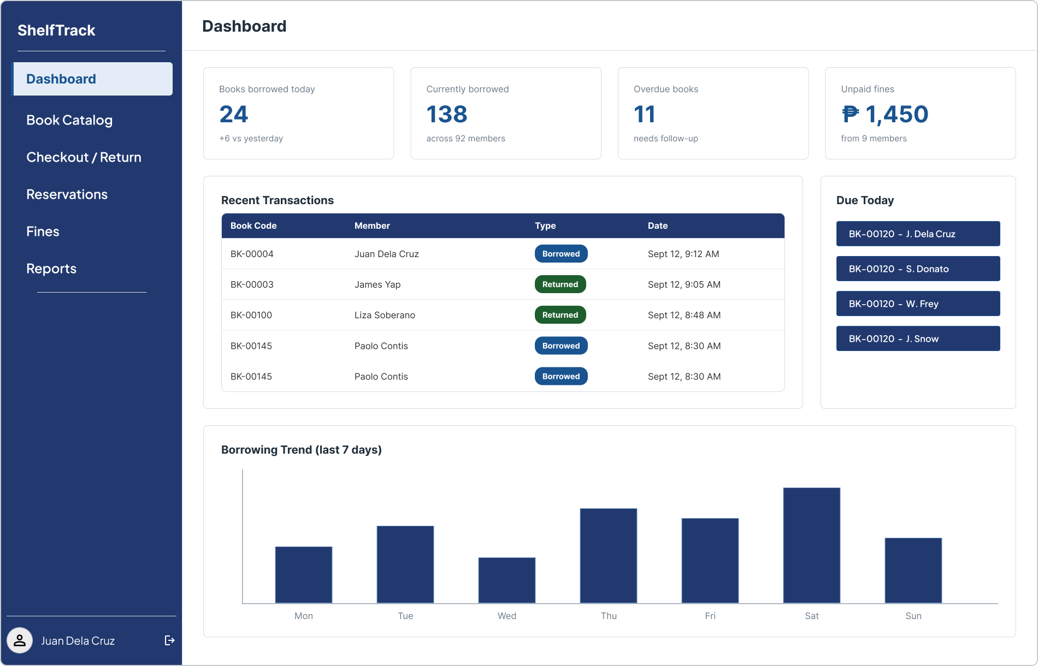 ShelfTrack
Dashboard
Book Catalog
Checkout / Return
Reservations
Fines
Reports
Juan Dela Cruz
Dashboard
Books borrowed today
24
+6 vs yesterday
Currently borrowed
138
across 92 members
Overdue books
11
needs follow-up
Unpaid fines
₱ 1,450
from 9 members
Recent Transactions
Book Code Member Type Date
BK-00004 Juan Dela Cruz Borrowed Sept 12, 9:12 AM
BK-00003 James Yap Returned Sept 12, 9:05 AM
BK-00100 Liza Soberano Returned Sept 12, 8:48 AM
BK-00145 Paolo Contis Borrowed Sept 12, 8:30 AM
BK-00145 Paolo Contis Borrowed Sept 12, 8:30 AM
Due Today
BK-00120 - J. Dela Cruz
BK-00120 - S. Donato
BK-00120 - W. Frey
BK-00120 - J. Snow
Borrowing Trend (last 7 days)
Mon Tue Wed Thu Fri Sat Sun